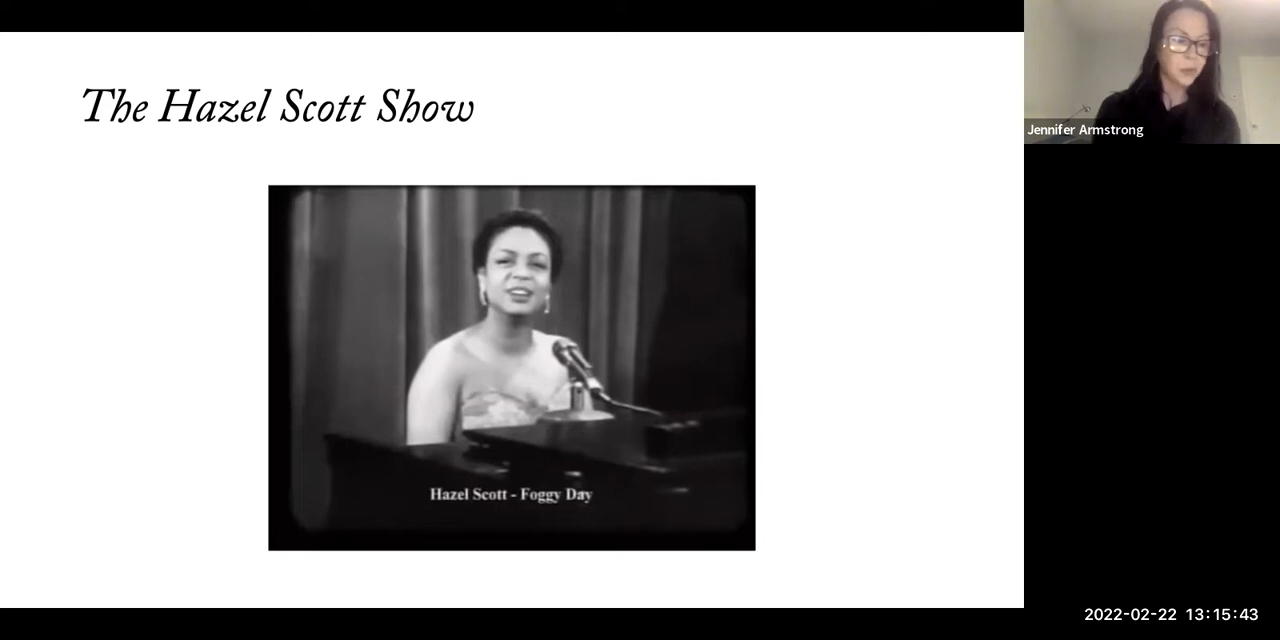 The Hazel Scott Show
Jennifer Armstrong
Hazel Scott - Foggy Day
2022-02-22 13:15:43